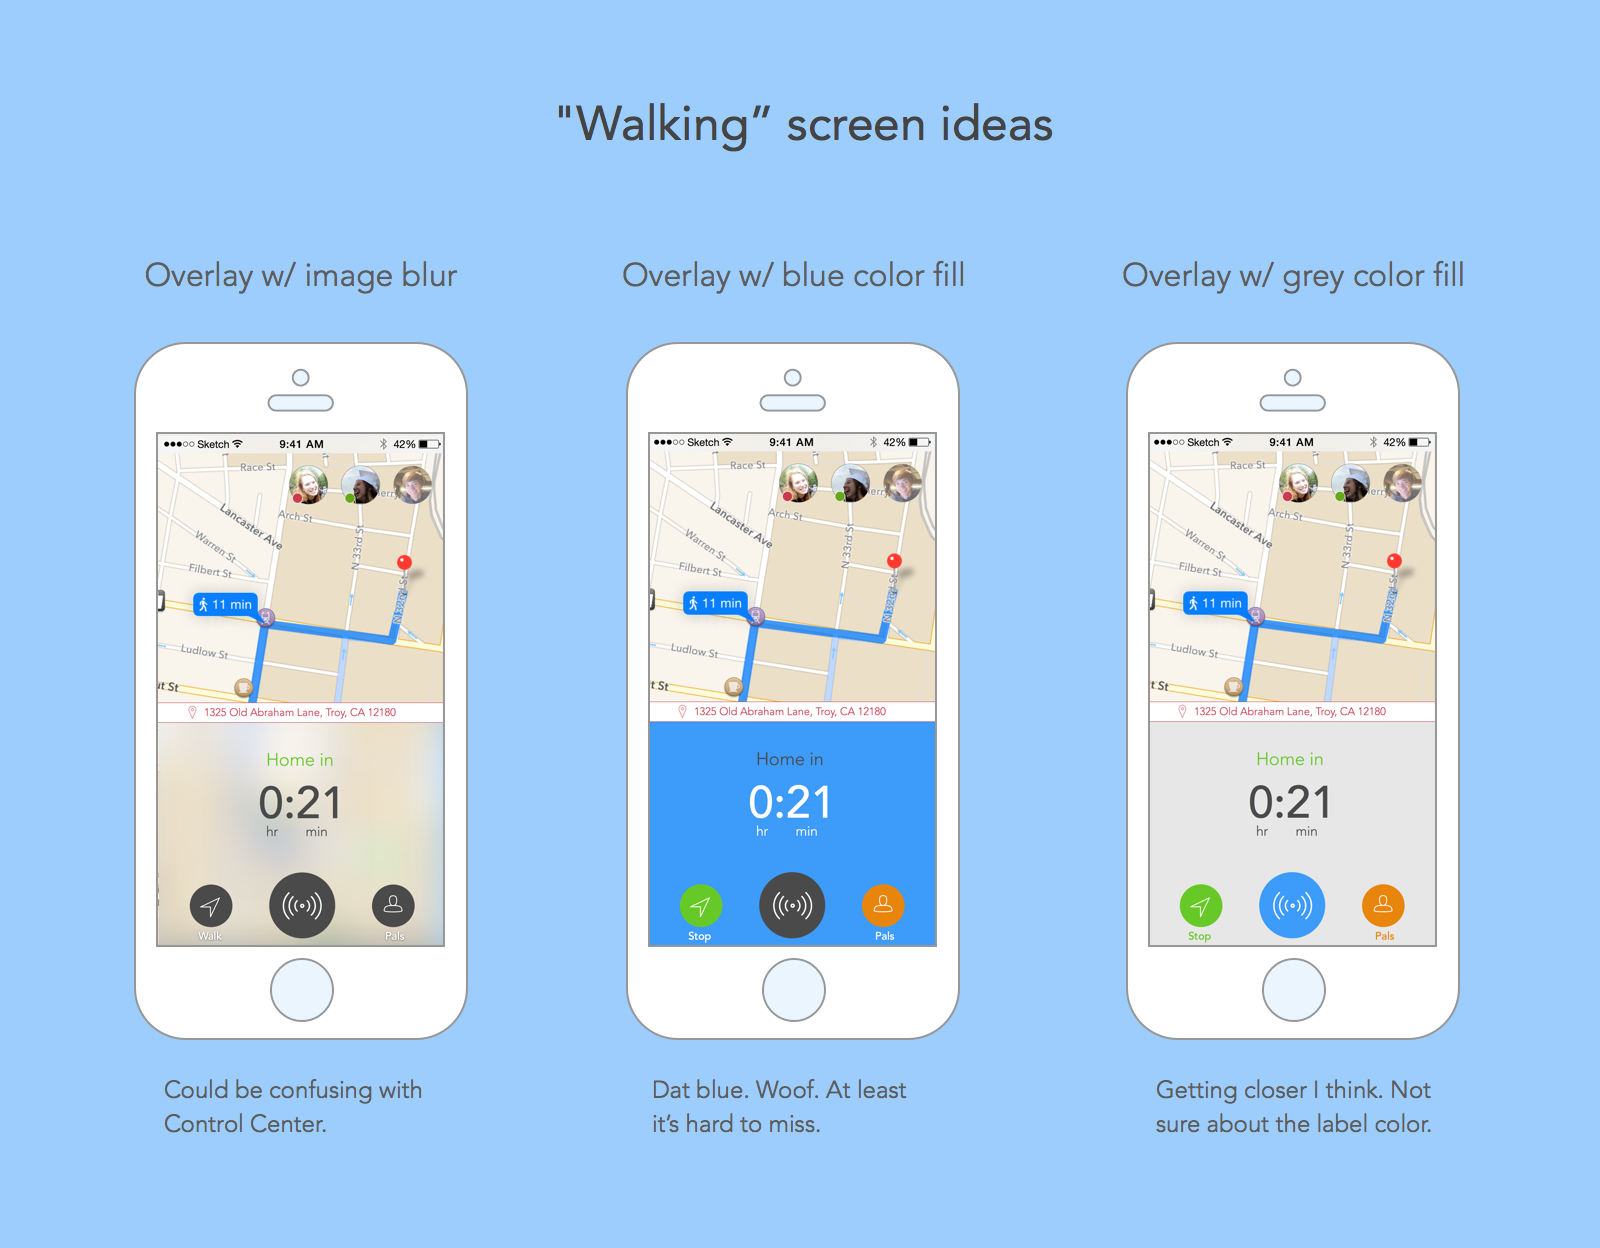 "Walking” screen ideas
Overlay w/ image blur
Overlay w/ blue color fill
Overlay w/ grey color fill
Sketch 9:41 AM 42%
Race St
Cherry
Arch St
Lancaster Ave
N 33rd St
Warren St
Filbert St
N 32nd St
11 min
Ludlow St
ut St
1325 Old Abraham Lane, Troy, CA 12180
Home in
0:21
hr min
Walk Pals
Could be confusing with
Control Center.
Sketch 9:41 AM 42%
Race St
herry
Arch St
Lancaster Ave
N 33rd St
Warren St
Filbert St
N 32nd St
11 min
Ludlow St
t St
1325 Old Abraham Lane, Troy, CA 12180
Home in
0:21
hr min
Stop Pals
Dat blue. Woof. At least
it’s hard to miss.
Sketch 9:41 AM 42%
Race St
herry
Arch St
Lancaster Ave
N 33rd St
Warren St
Filbert St
N 32nd St
11 min
Ludlow St
t St
1325 Old Abraham Lane, Troy, CA 12180
Home in
0:21
hr min
Stop Pals
Getting closer I think. Not
sure about the label color.